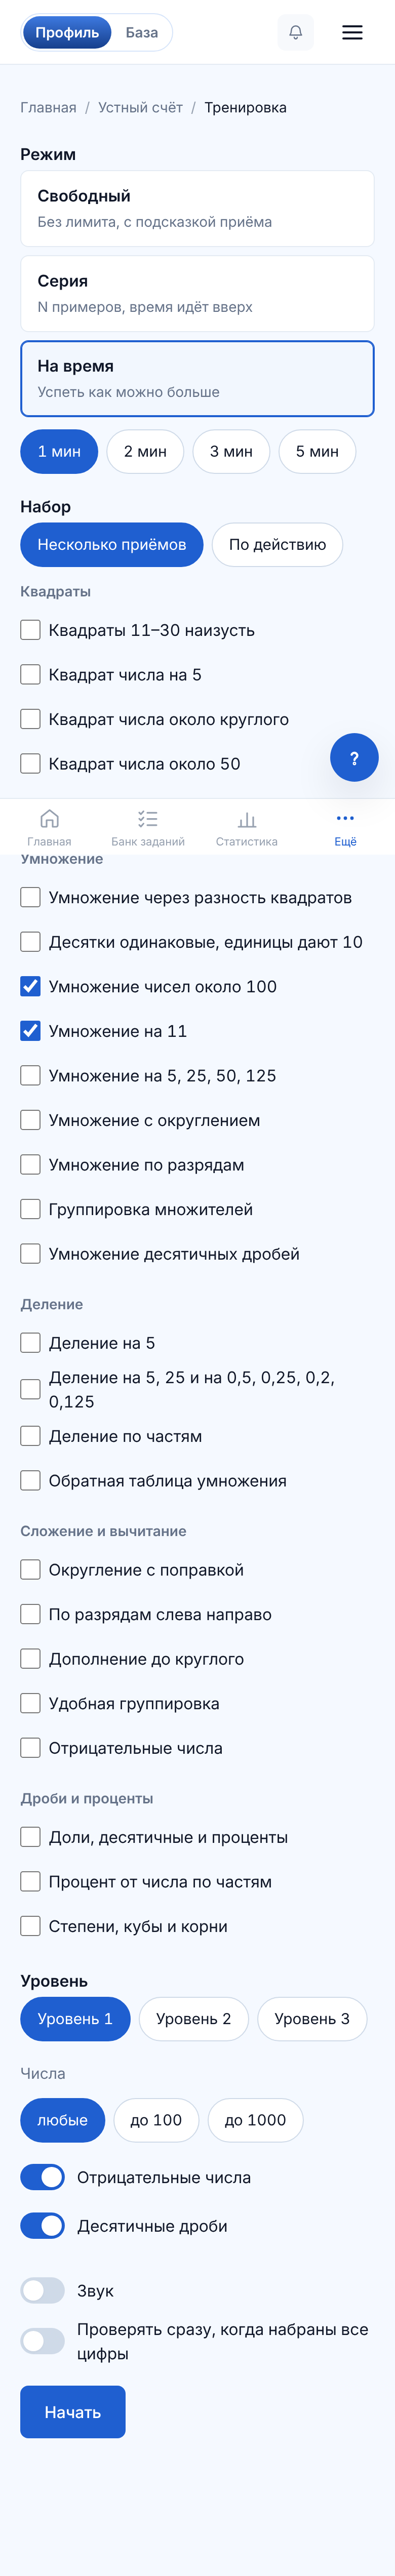 Профиль База
Главная / Устный счёт / Тренировка
Режим
Свободный
Без лимита, с подсказкой приёма
Серия
N примеров, время идёт вверх
На время
Успеть как можно больше
1 мин 2 мин 3 мин 5 мин
Набор
Несколько приёмов По действию
Квадраты
Квадраты 11–30 наизусть
Квадрат числа на 5
Квадрат числа около круглого
Квадрат числа около 50
?
Главная Банк заданий Статистика Ещё
Умножение
Умножение через разность квадратов
Десятки одинаковые, единицы дают 10
Умножение чисел около 100
Умножение на 11
Умножение на 5, 25, 50, 125
Умножение с округлением
Умножение по разрядам
Группировка множителей
Умножение десятичных дробей
Деление
Деление на 5
Деление на 5, 25 и на 0,5, 0,25, 0,2,
0,125
Деление по частям
Обратная таблица умножения
Сложение и вычитание
Округление с поправкой
По разрядам слева направо
Дополнение до круглого
Удобная группировка
Отрицательные числа
Дроби и проценты
Доли, десятичные и проценты
Процент от числа по частям
Степени, кубы и корни
Уровень
Уровень 1 Уровень 2 Уровень 3
Числа
любые до 100 до 1000
Отрицательные числа
Десятичные дроби
Звук
Проверять сразу, когда набраны все
цифры
Начать